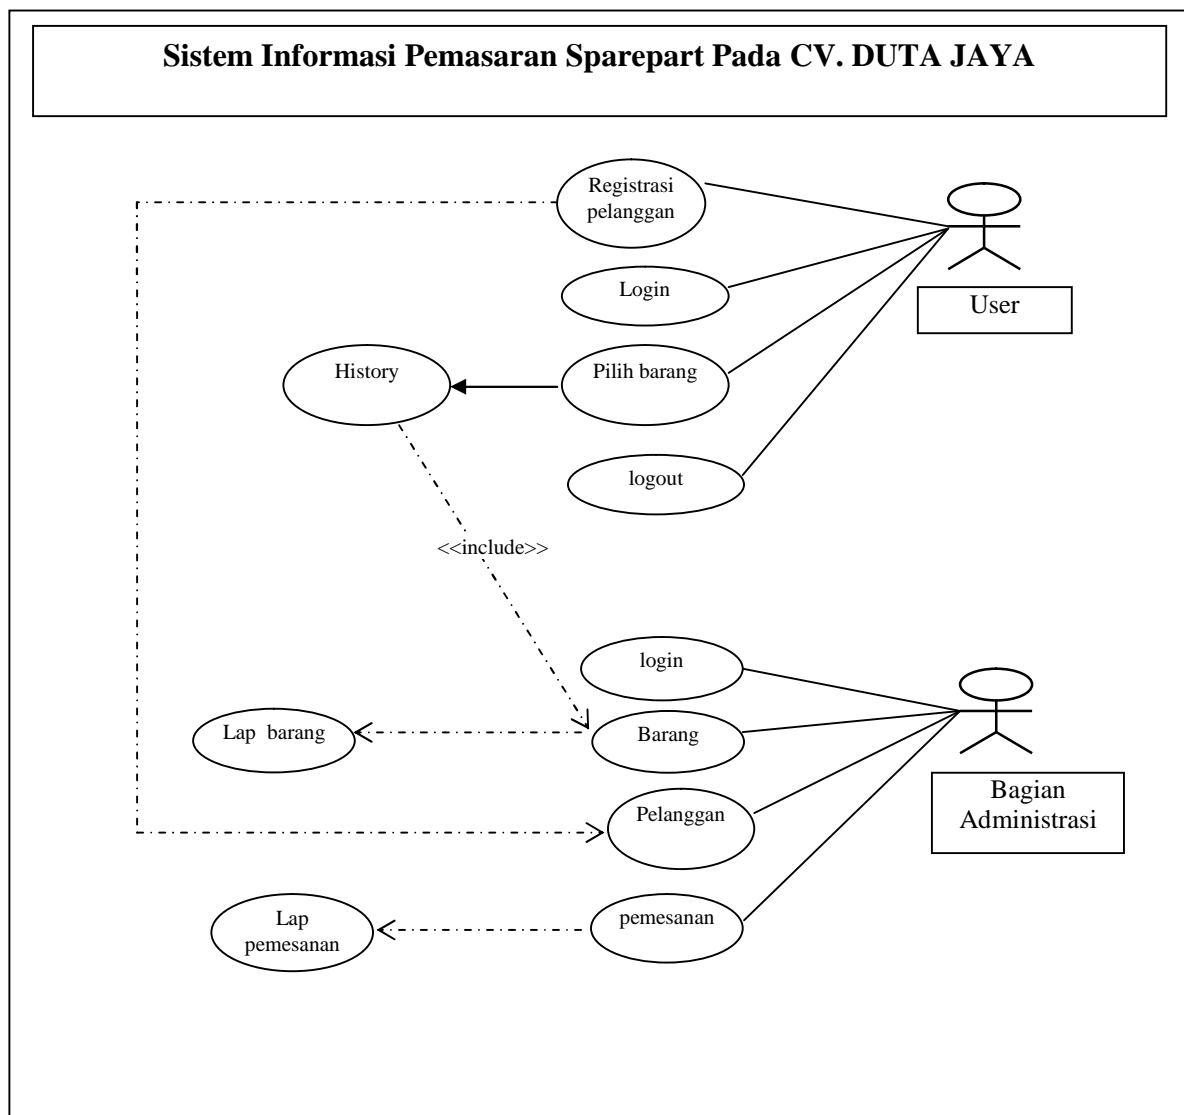 Sistem Informasi Pemasaran Sparepart Pada CV. DUTA JAYA
Registrasi
pelanggan
Login
User
History
Pilih barang
logout
<<include>>
login
Lap barang
Barang
Bagian
Administrasi
Pelanggan
Lap
pemesanan
pemesanan